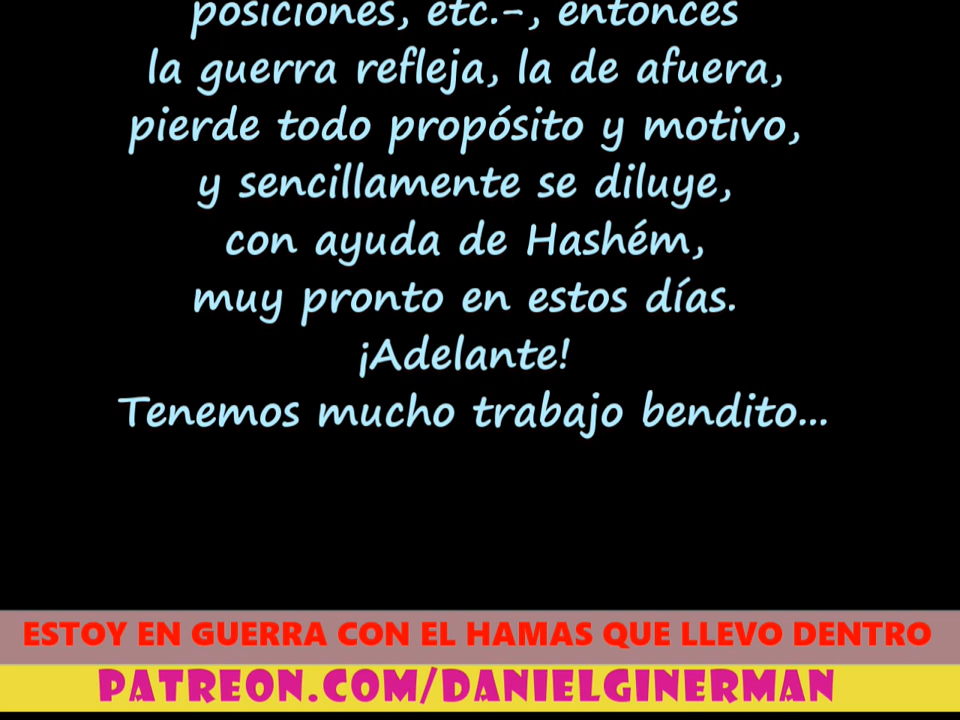 posiciones, etc.-, entonces
la guerra refleja, la de afuera,
pierde todo propósito y motivo,
y sencillamente se diluye,
con ayuda de Hashém,
muy pronto en estos días.
¡Adelante!
Tenemos mucho trabajo bendito...
ESTOY EN GUERRA CON EL HAMAS QUE LLEVO DENTRO
PATREON.COM/DANIELGINERMAN